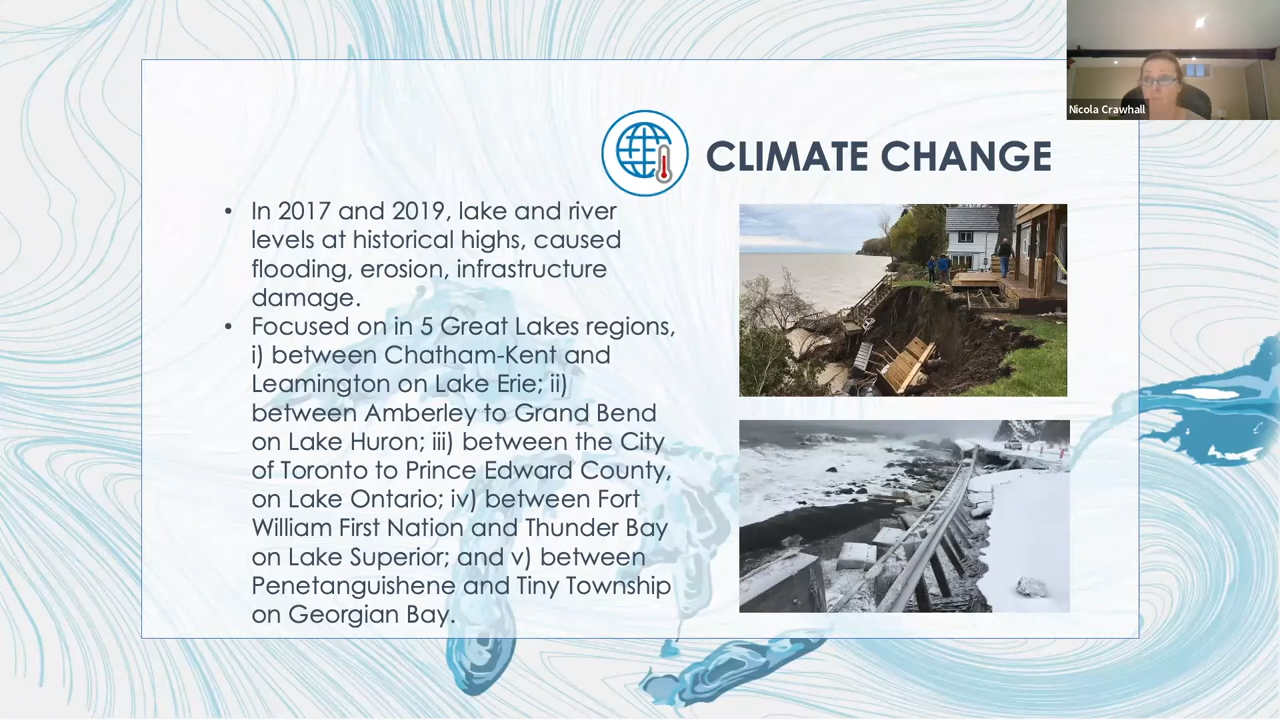 Nicola Crawhall
CLIMATE CHANGE
• In 2017 and 2019, lake and river
levels at historical highs, caused
flooding, erosion, infrastructure
damage.
• Focused on in 5 Great Lakes regions,
i) between Chatham-Kent and
Leamington on Lake Erie; ii)
between Amberley to Grand Bend
on Lake Huron; iii) between the City
of Toronto to Prince Edward County,
on Lake Ontario; iv) between Fort
William First Nation and Thunder Bay
on Lake Superior; and v) between
Penetanguishene and Tiny Township
on Georgian Bay.